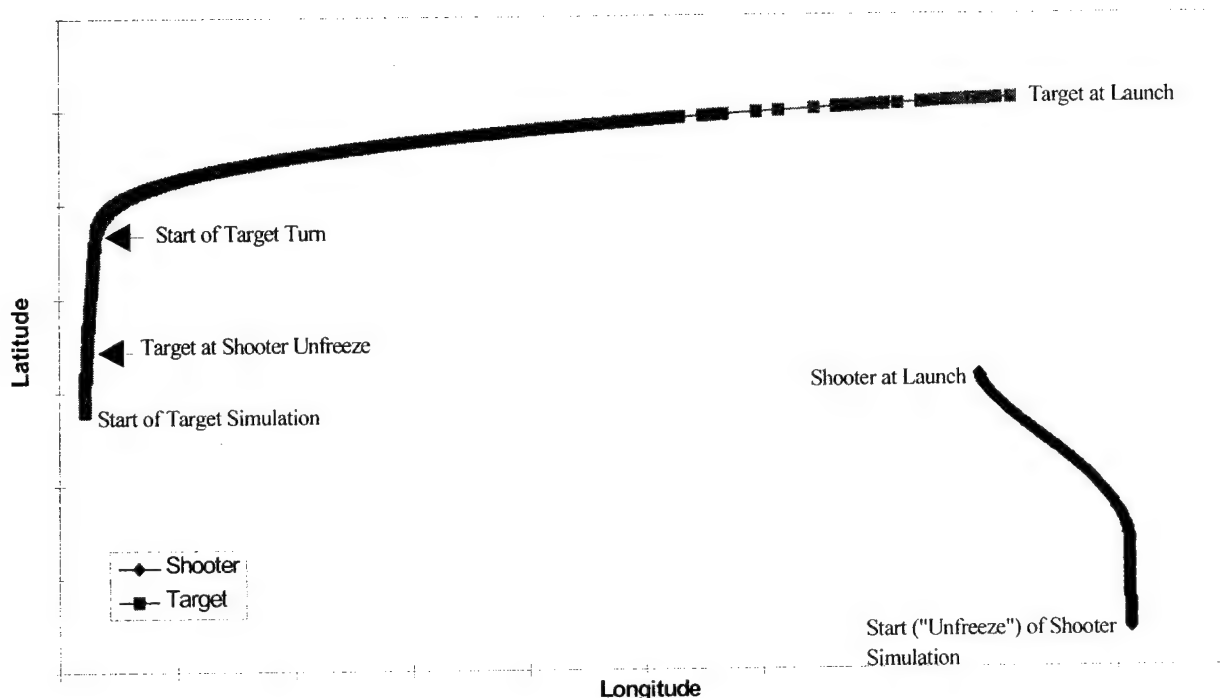 Target at Launch
Start of Target Turn
Latitude
Target at Shooter Unfreeze
Shooter at Launch
Start of Target Simulation
Shooter
Target
Start ("Unfreeze") of Shooter
Simulation
Longitude